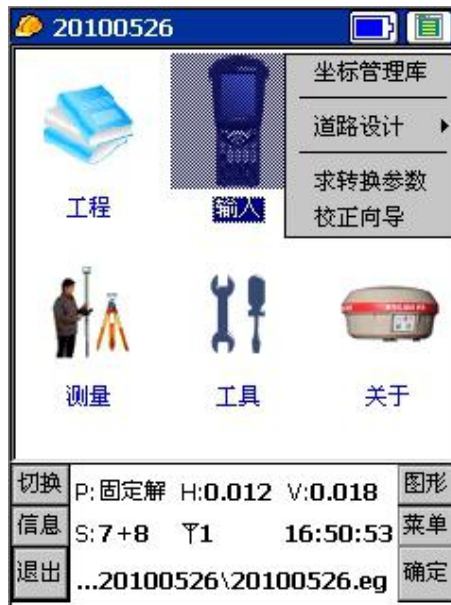 20100526
坐标管理库
道路设计
求转换参数
校正向导
工程
输入
测量
工具
关于
切换
P:固定解 H:0.012 V:0.018
图形
信息
S:7+8 1 16:50:53
菜单
退出
...20100526\20100526.eg
确定